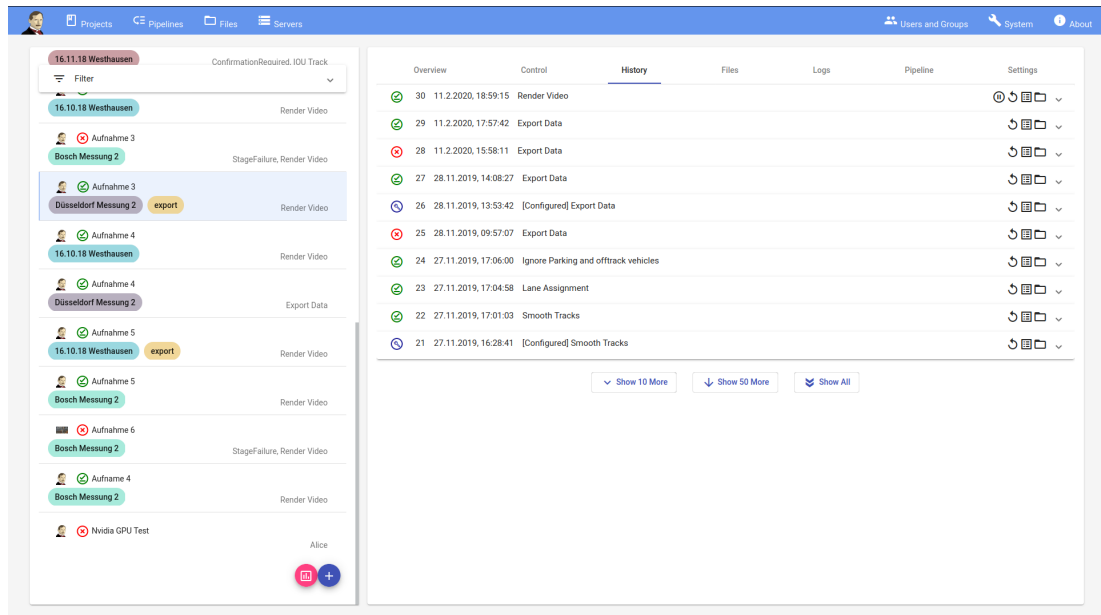 Projects Pipelines Files Servers Users and Groups System About
16.11.18 Westhausen ConfirmationRequired, IOU Track
Filter
16.10.18 Westhausen Render Video
Aufnahme 3
Bosch Messung 2 StageFailure, Render Video
Aufnahme 3
Düsseldorf Messung 2 export Render Video
Aufnahme 4
16.10.18 Westhausen Render Video
Aufnahme 4
Düsseldorf Messung 2 Export Data
Aufnahme 5
16.10.18 Westhausen export Render Video
Aufnahme 5
Bosch Messung 2 Render Video
Aufnahme 6
Bosch Messung 2 StageFailure, Render Video
Aufname 4
Bosch Messung 2 Render Video
Nvidia GPU Test
Alice
Overview Control History Files Logs Pipeline Settings
30 11.2.2020, 18:59:15 Render Video
29 11.2.2020, 17:57:42 Export Data
28 11.2.2020, 15:58:11 Export Data
27 28.11.2019, 14:08:27 Export Data
26 28.11.2019, 13:53:42 [Configured] Export Data
25 28.11.2019, 09:57:07 Export Data
24 27.11.2019, 17:06:00 Ignore Parking and offtrack vehicles
23 27.11.2019, 17:04:58 Lane Assignment
22 27.11.2019, 17:01:03 Smooth Tracks
21 27.11.2019, 16:28:41 [Configured] Smooth Tracks
Show 10 More Show 50 More Show All